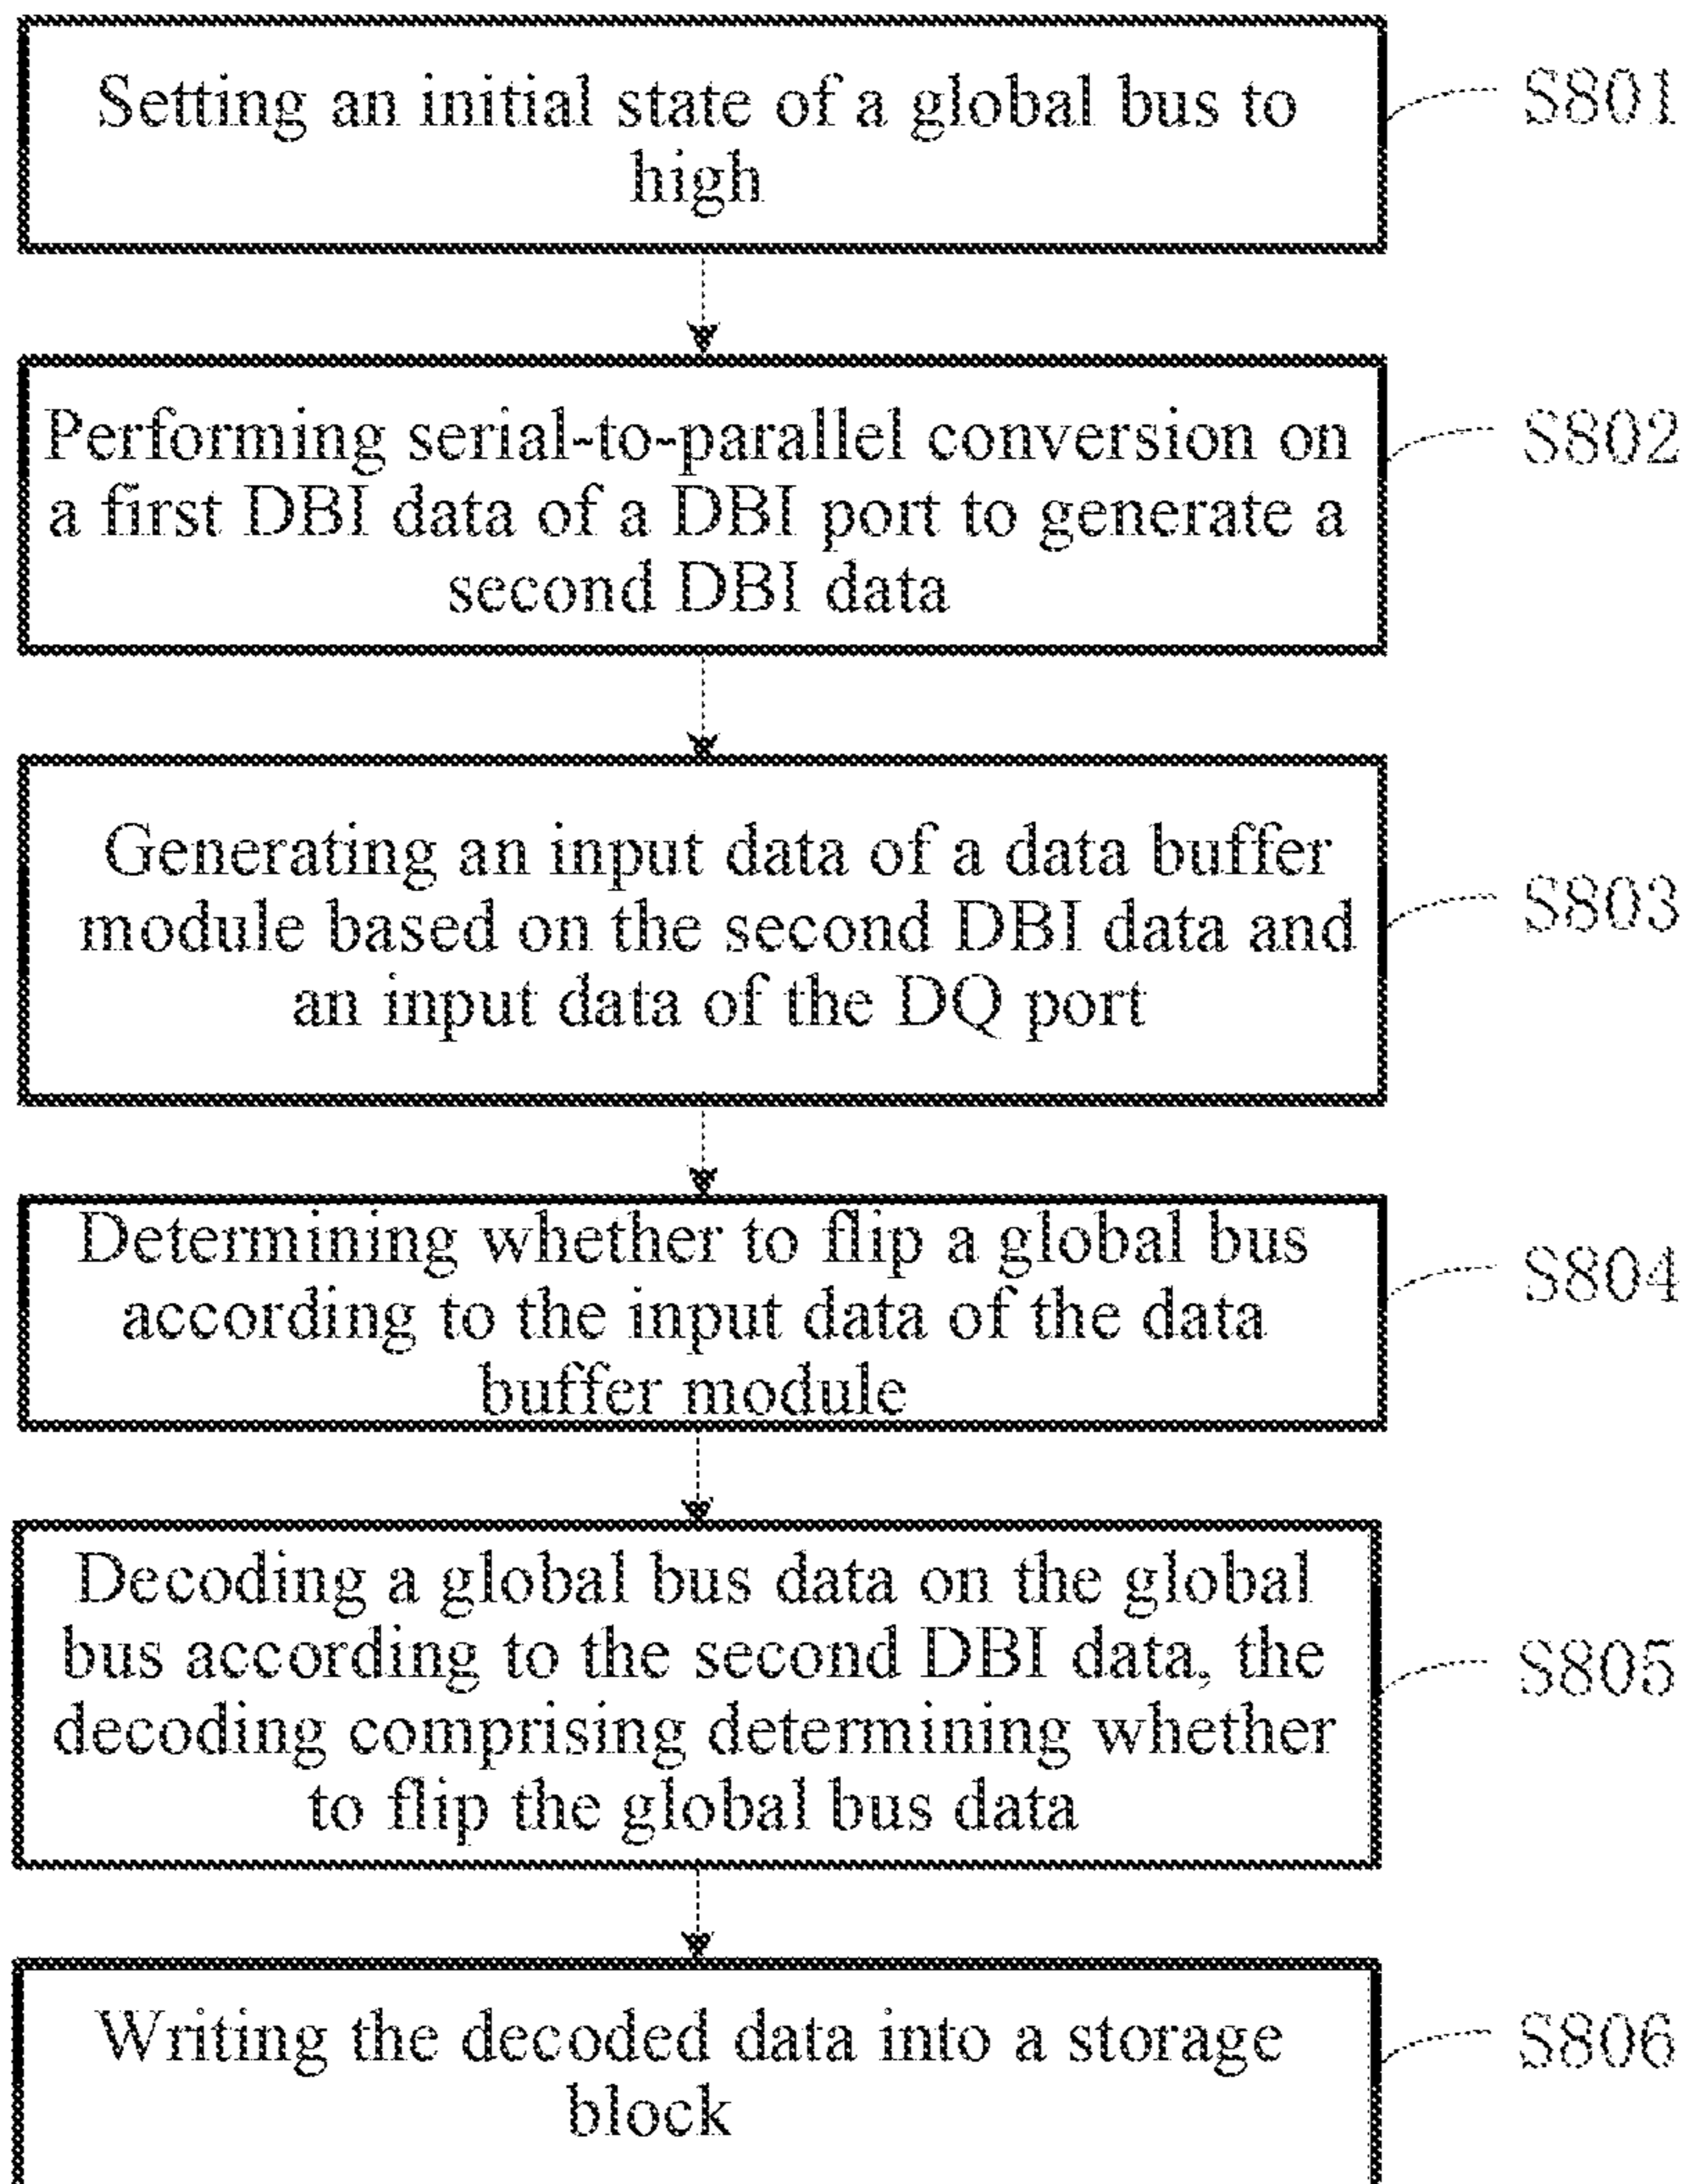 Setting an initial state of a global bus to
high
S801
Performing serial-to-parallel conversion on
a first DBI data of a DBI port to generate a
second DBI data
S802
Generating an input data of a data buffer
module based on the second DBI data and
an input data of the DQ port
S803
Determining whether to flip a global bus
according to the input data of the data
buffer module
S804
Decoding a global bus data on the global
bus according to the second DBI data, the
decoding comprising determining whether
to flip the global bus data
S805
Writing the decoded data into a storage
block
S806